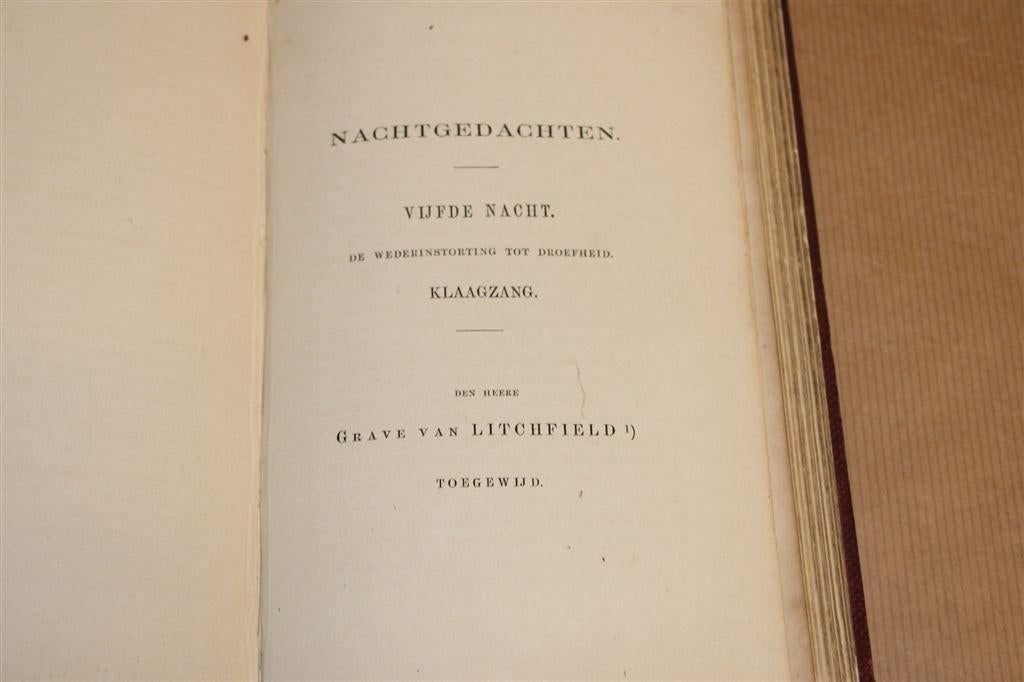 NACHTGEDACHTEN.
VIJFDE NACHT.
DE WEDERINSTORTING TOT DROEFHEID.
KLAAGZANG.
DEN HEERE
GRAVE VAN LITCHFIELD ¹)
TOEGEWIJD.